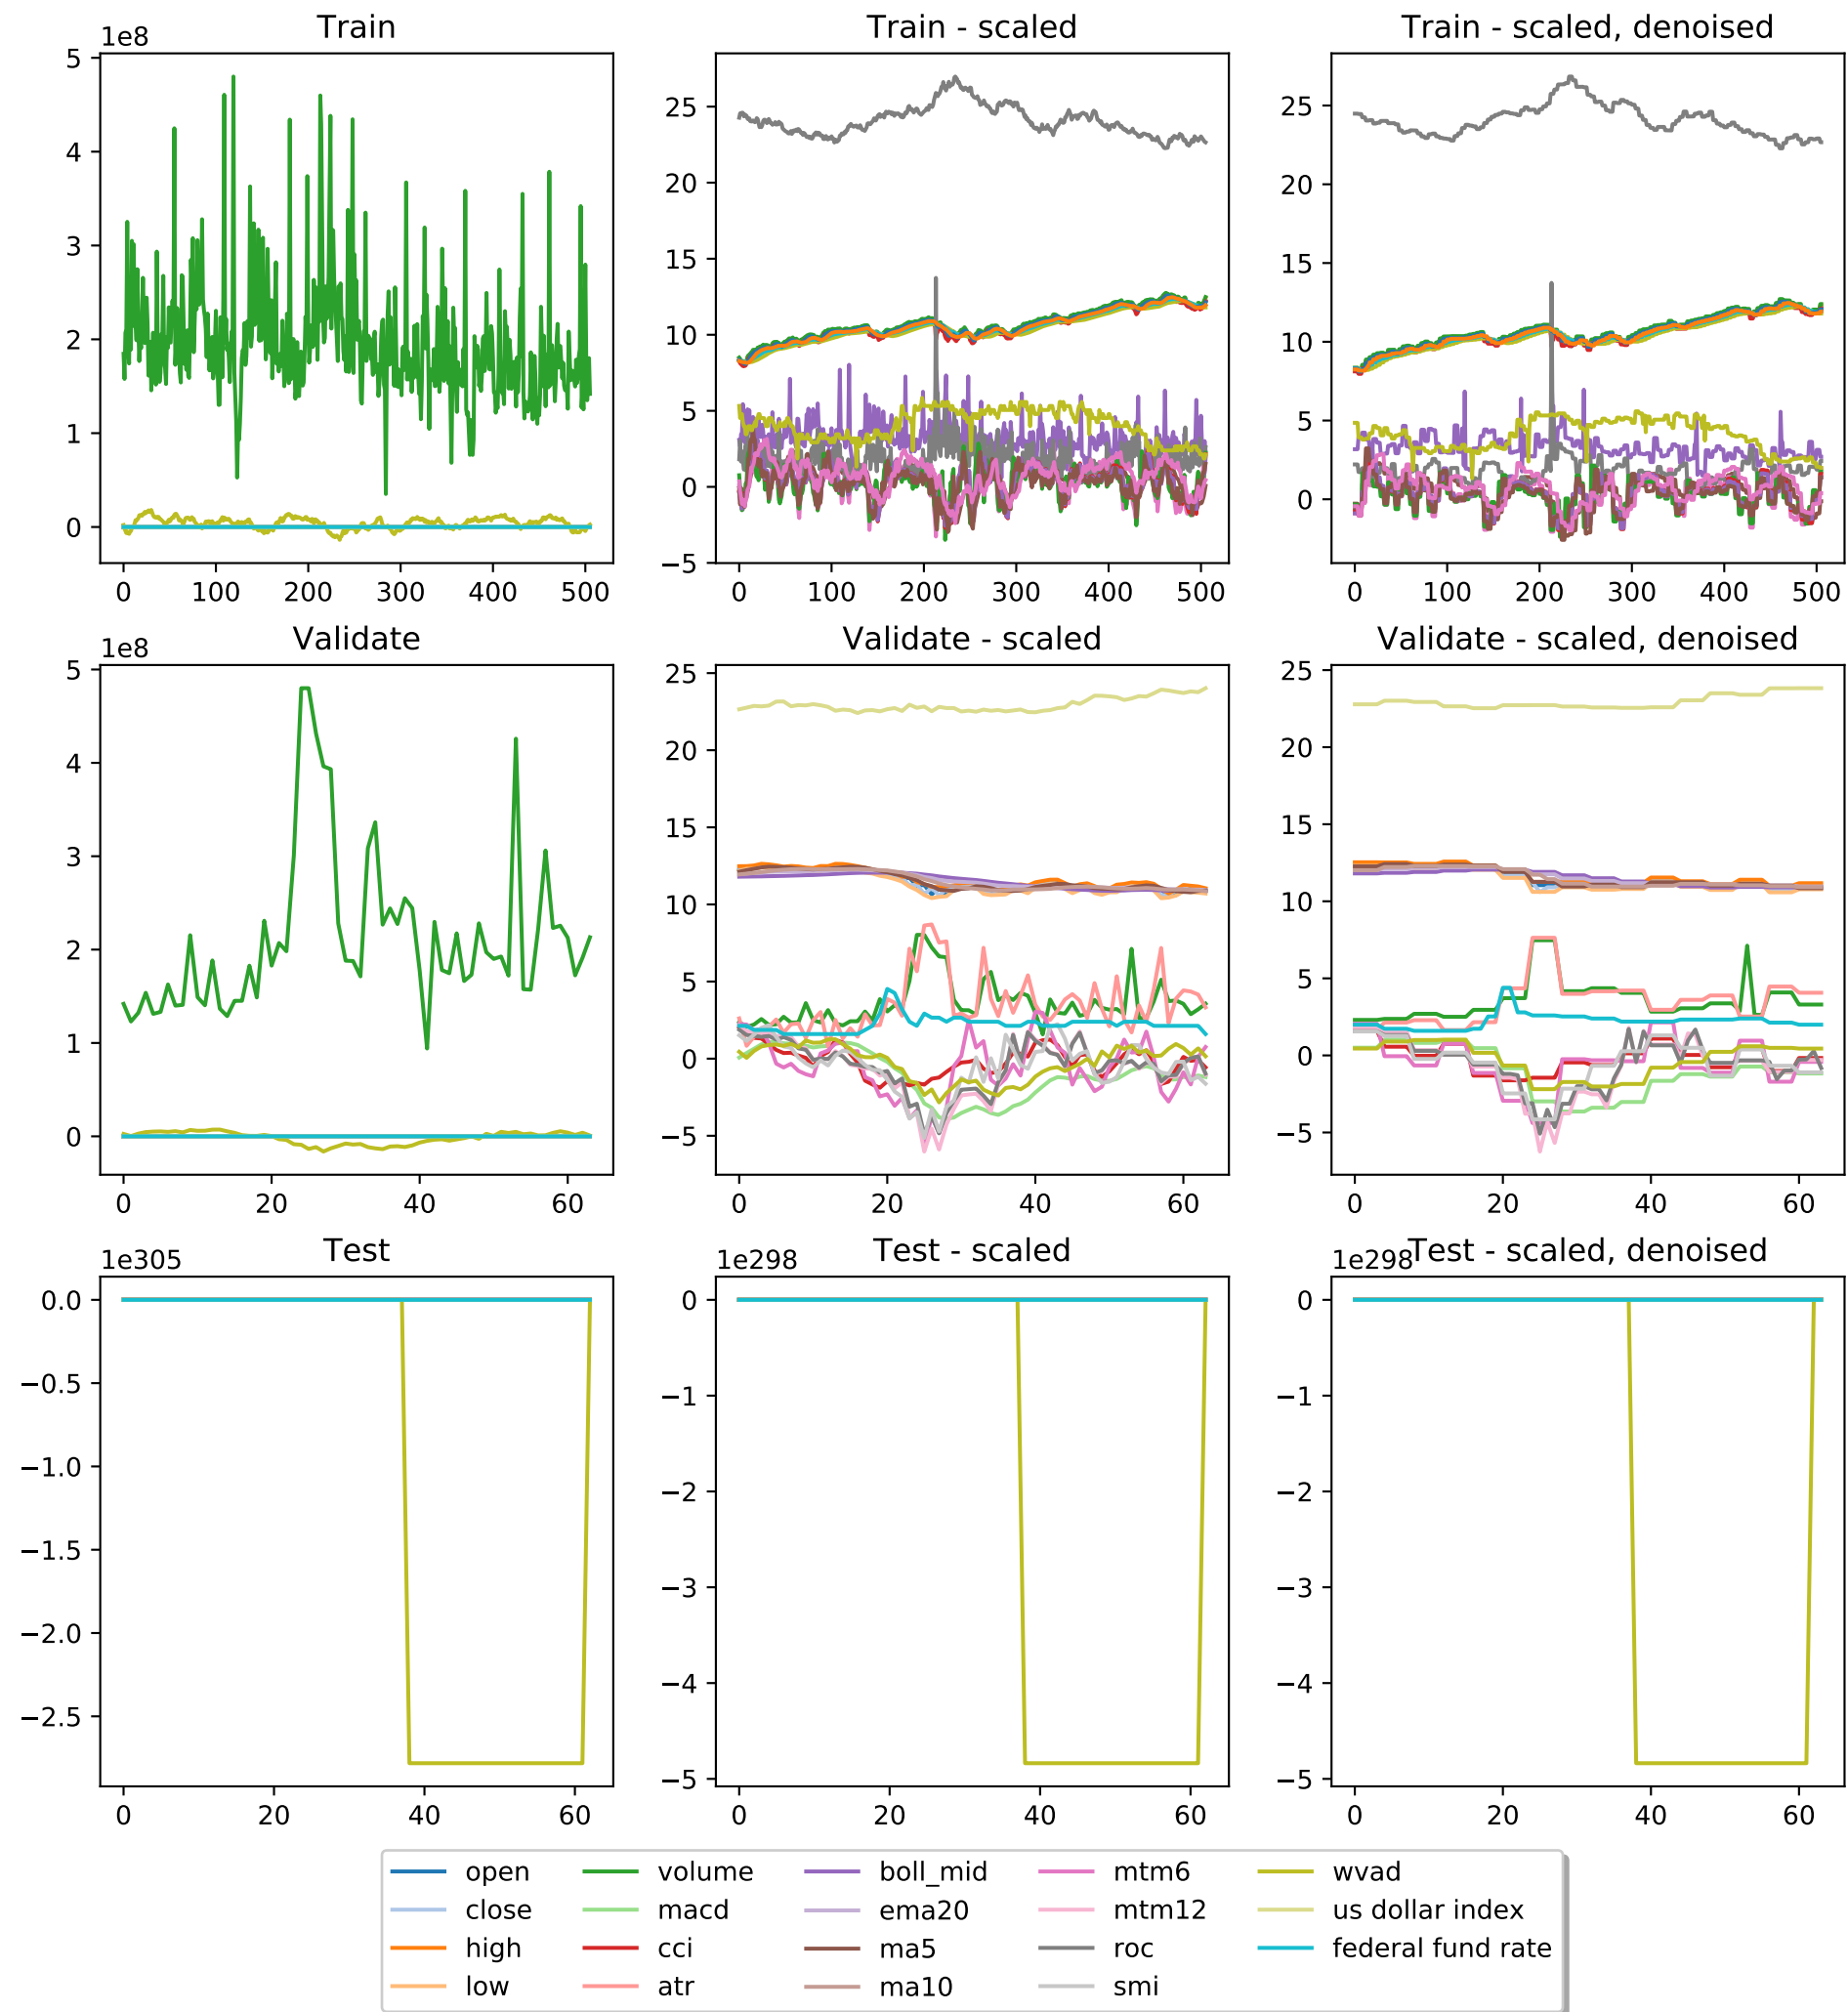 Train
1e8
5
4
3
2
1
0
0 100 200 300 400 500
Train - scaled
25
20
15
10
5
0
−5
0 100 200 300 400 500
Train - scaled, denoised
25
20
15
10
5
0
0 100 200 300 400 500
Validate
1e8
5
4
3
2
1
0
0 20 40 60
Validate - scaled
25
20
15
10
5
0
−5
0 20 40 60
Validate - scaled, denoised
25
20
15
10
5
0
−5
0 20 40 60
Test
1e305
0.0
−0.5
−1.0
−1.5
−2.0
−2.5
0 20 40 60
Test - scaled
1e298
0
−1
−2
−3
−4
−5
0 20 40 60
Test - scaled, denoised
1e298
0
−1
−2
−3
−4
−5
0 20 40 60
open
close
high
low
volume
macd
cci
atr
boll_mid
ema20
ma5
ma10
mtm6
mtm12
roc
smi
wvad
us dollar index
federal fund rate